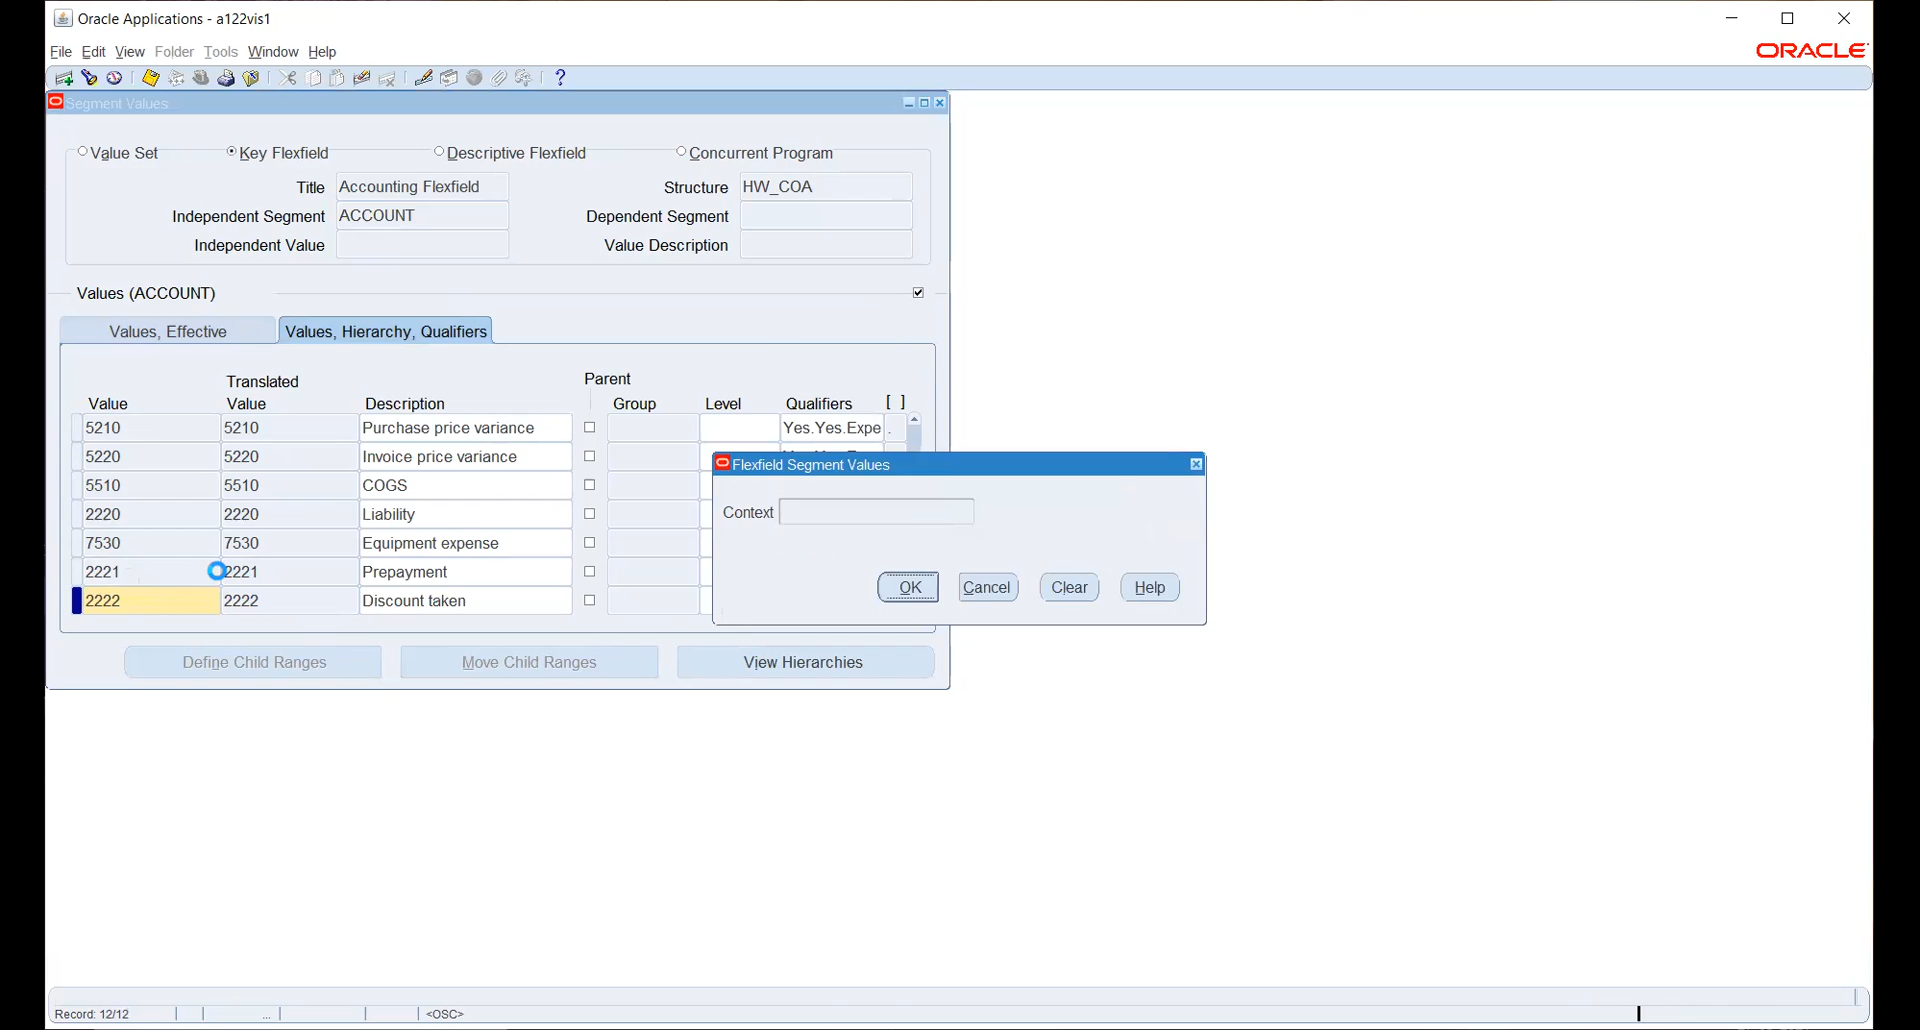 Oracle Applications - a122vis1
File Edit View Folder Tools Window Help
ORACLE
Segment Values
Value Set Key Flexfield Descriptive Flexfield Concurrent Program
Title Accounting Flexfield Structure HW_COA
Independent Segment ACCOUNT Dependent Segment
Independent Value Value Description
Values (ACCOUNT)
Values, Effective Values, Hierarchy, Qualifiers
Translated Parent
Value Value Description Group Level Qualifiers [ ]
5210 5210 Purchase price variance Yes.Yes.Expe .
5220 5220 Invoice price variance
5510 5510 COGS
2220 2220 Liability
7530 7530 Equipment expense
2221 2221 Prepayment
2222 2222 Discount taken
Flexfield Segment Values
Context
OK Cancel Clear Help
Define Child Ranges Move Child Ranges View Hierarchies
Record: 12/12 ... <OSC>